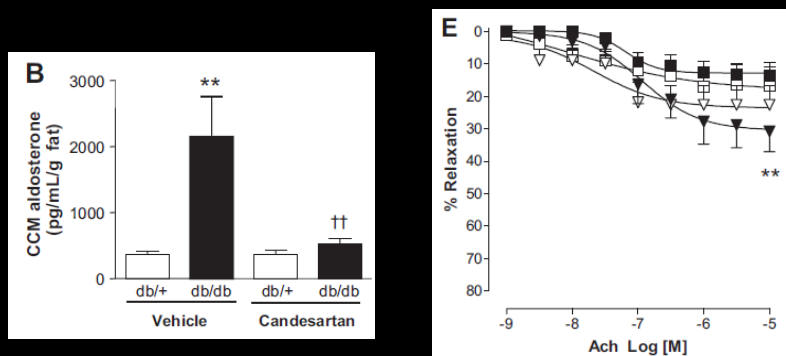 B
CCM aldosterone
(pg/mL/g fat)
3000
2000
1000
0
**
††
db/+ db/db db/+ db/db
Vehicle Candesartan
E
% Relaxation
0
10
20
30
40
50
60
70
80
**
-9 -8 -7 -6 -5
Ach Log [M]